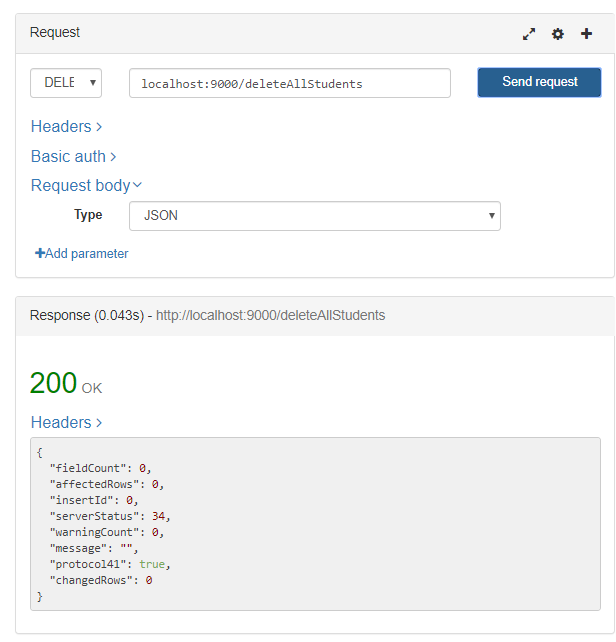 Request
DELE
localhost:9000/deleteAllStudents
Send request
Headers
Basic auth
Request body
Type
JSON
Add parameter
Response (0.043s) - http://localhost:9000/deleteAllStudents
200 OK
Headers
{
"fieldCount": 0,
"affectedRows": 0,
"insertId": 0,
"serverStatus": 34,
"warningCount": 0,
"message": "",
"protocol41": true,
"changedRows": 0
}